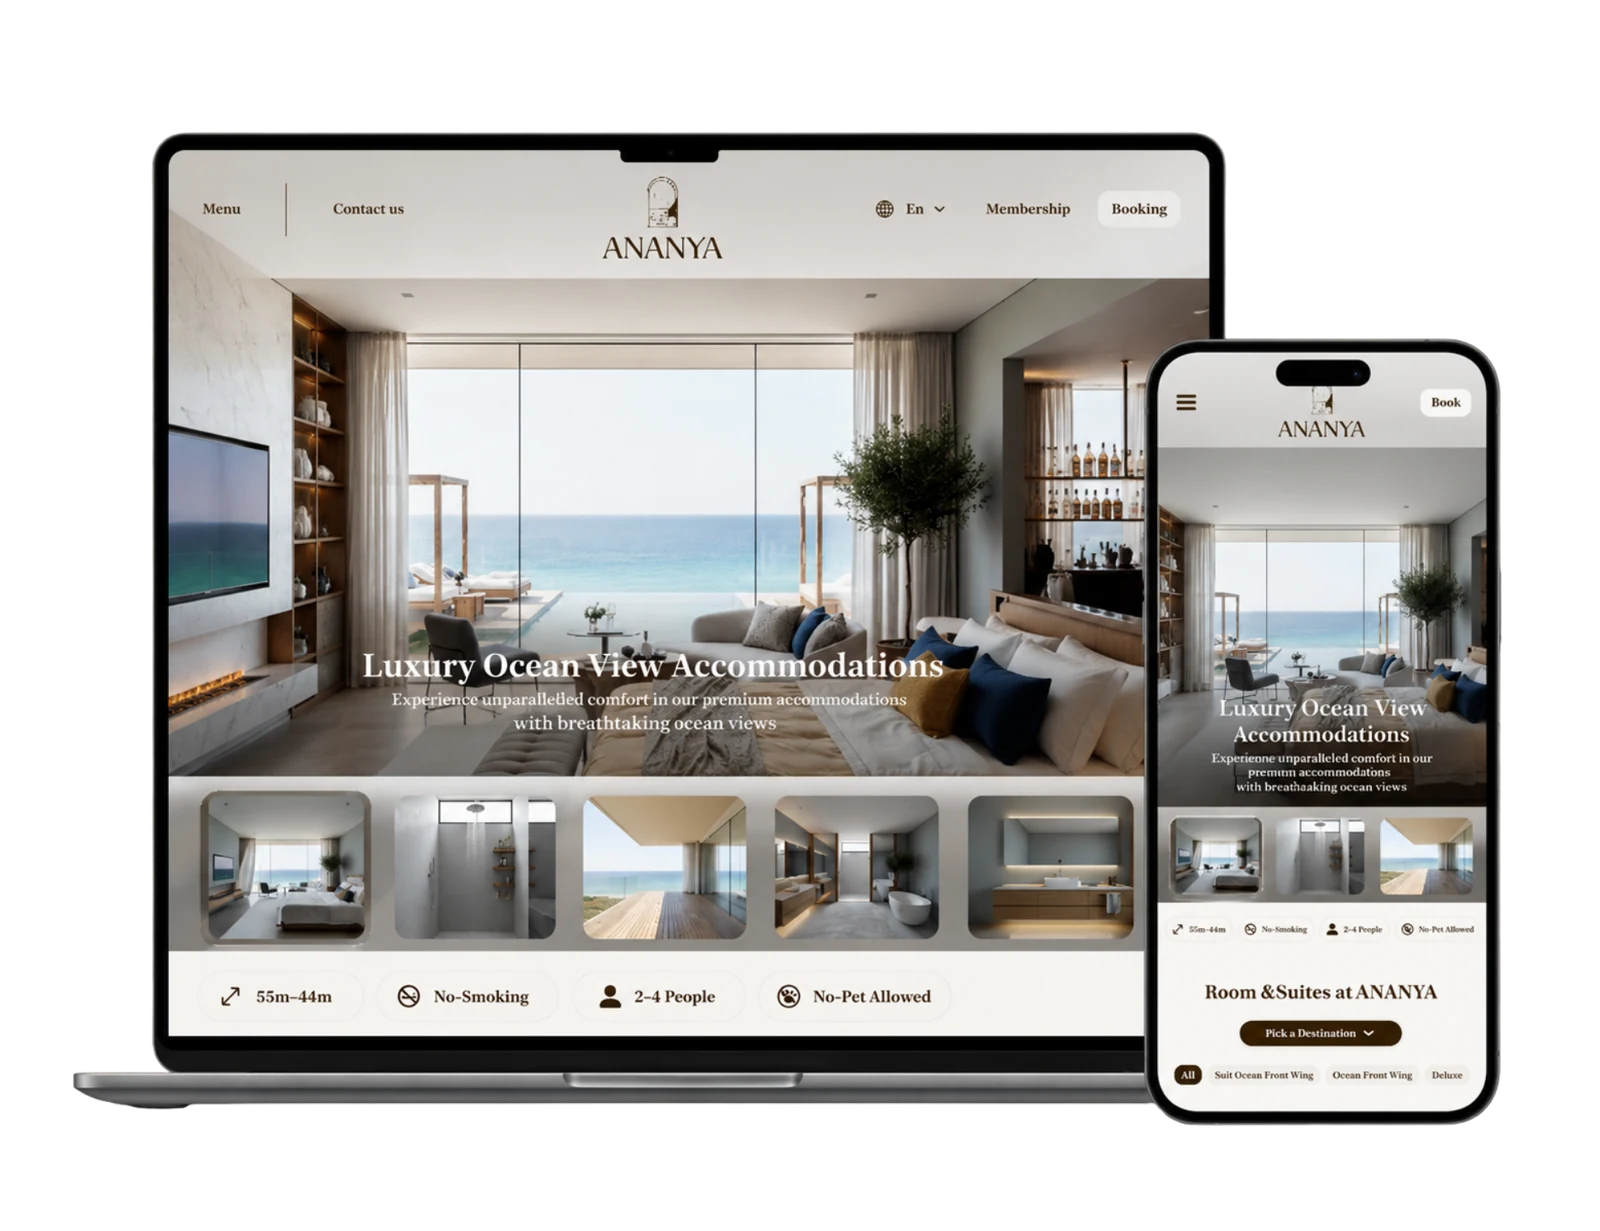 Menu
Contact us
ANANYA
En
Membership
Booking
Luxury Ocean View Accommodations
Experience unparalleled comfort in our premium accommodations
with breathtaking ocean views
55m–44m
No-Smoking
2–4 People
No-Pet Allowed
ANANYA
Book
Luxury Ocean View
Accommodations
Experienne unparalleled comfort in our
premium accommodatons
with breathaaking ocean views
55m–44m
No-Smoking
2–4 People
No-Pet Allowed
Room &Suites at ANANYA
Pick a Destination
All
Suit Ocean Front Wing
Ocean Front Wing
Deluxe